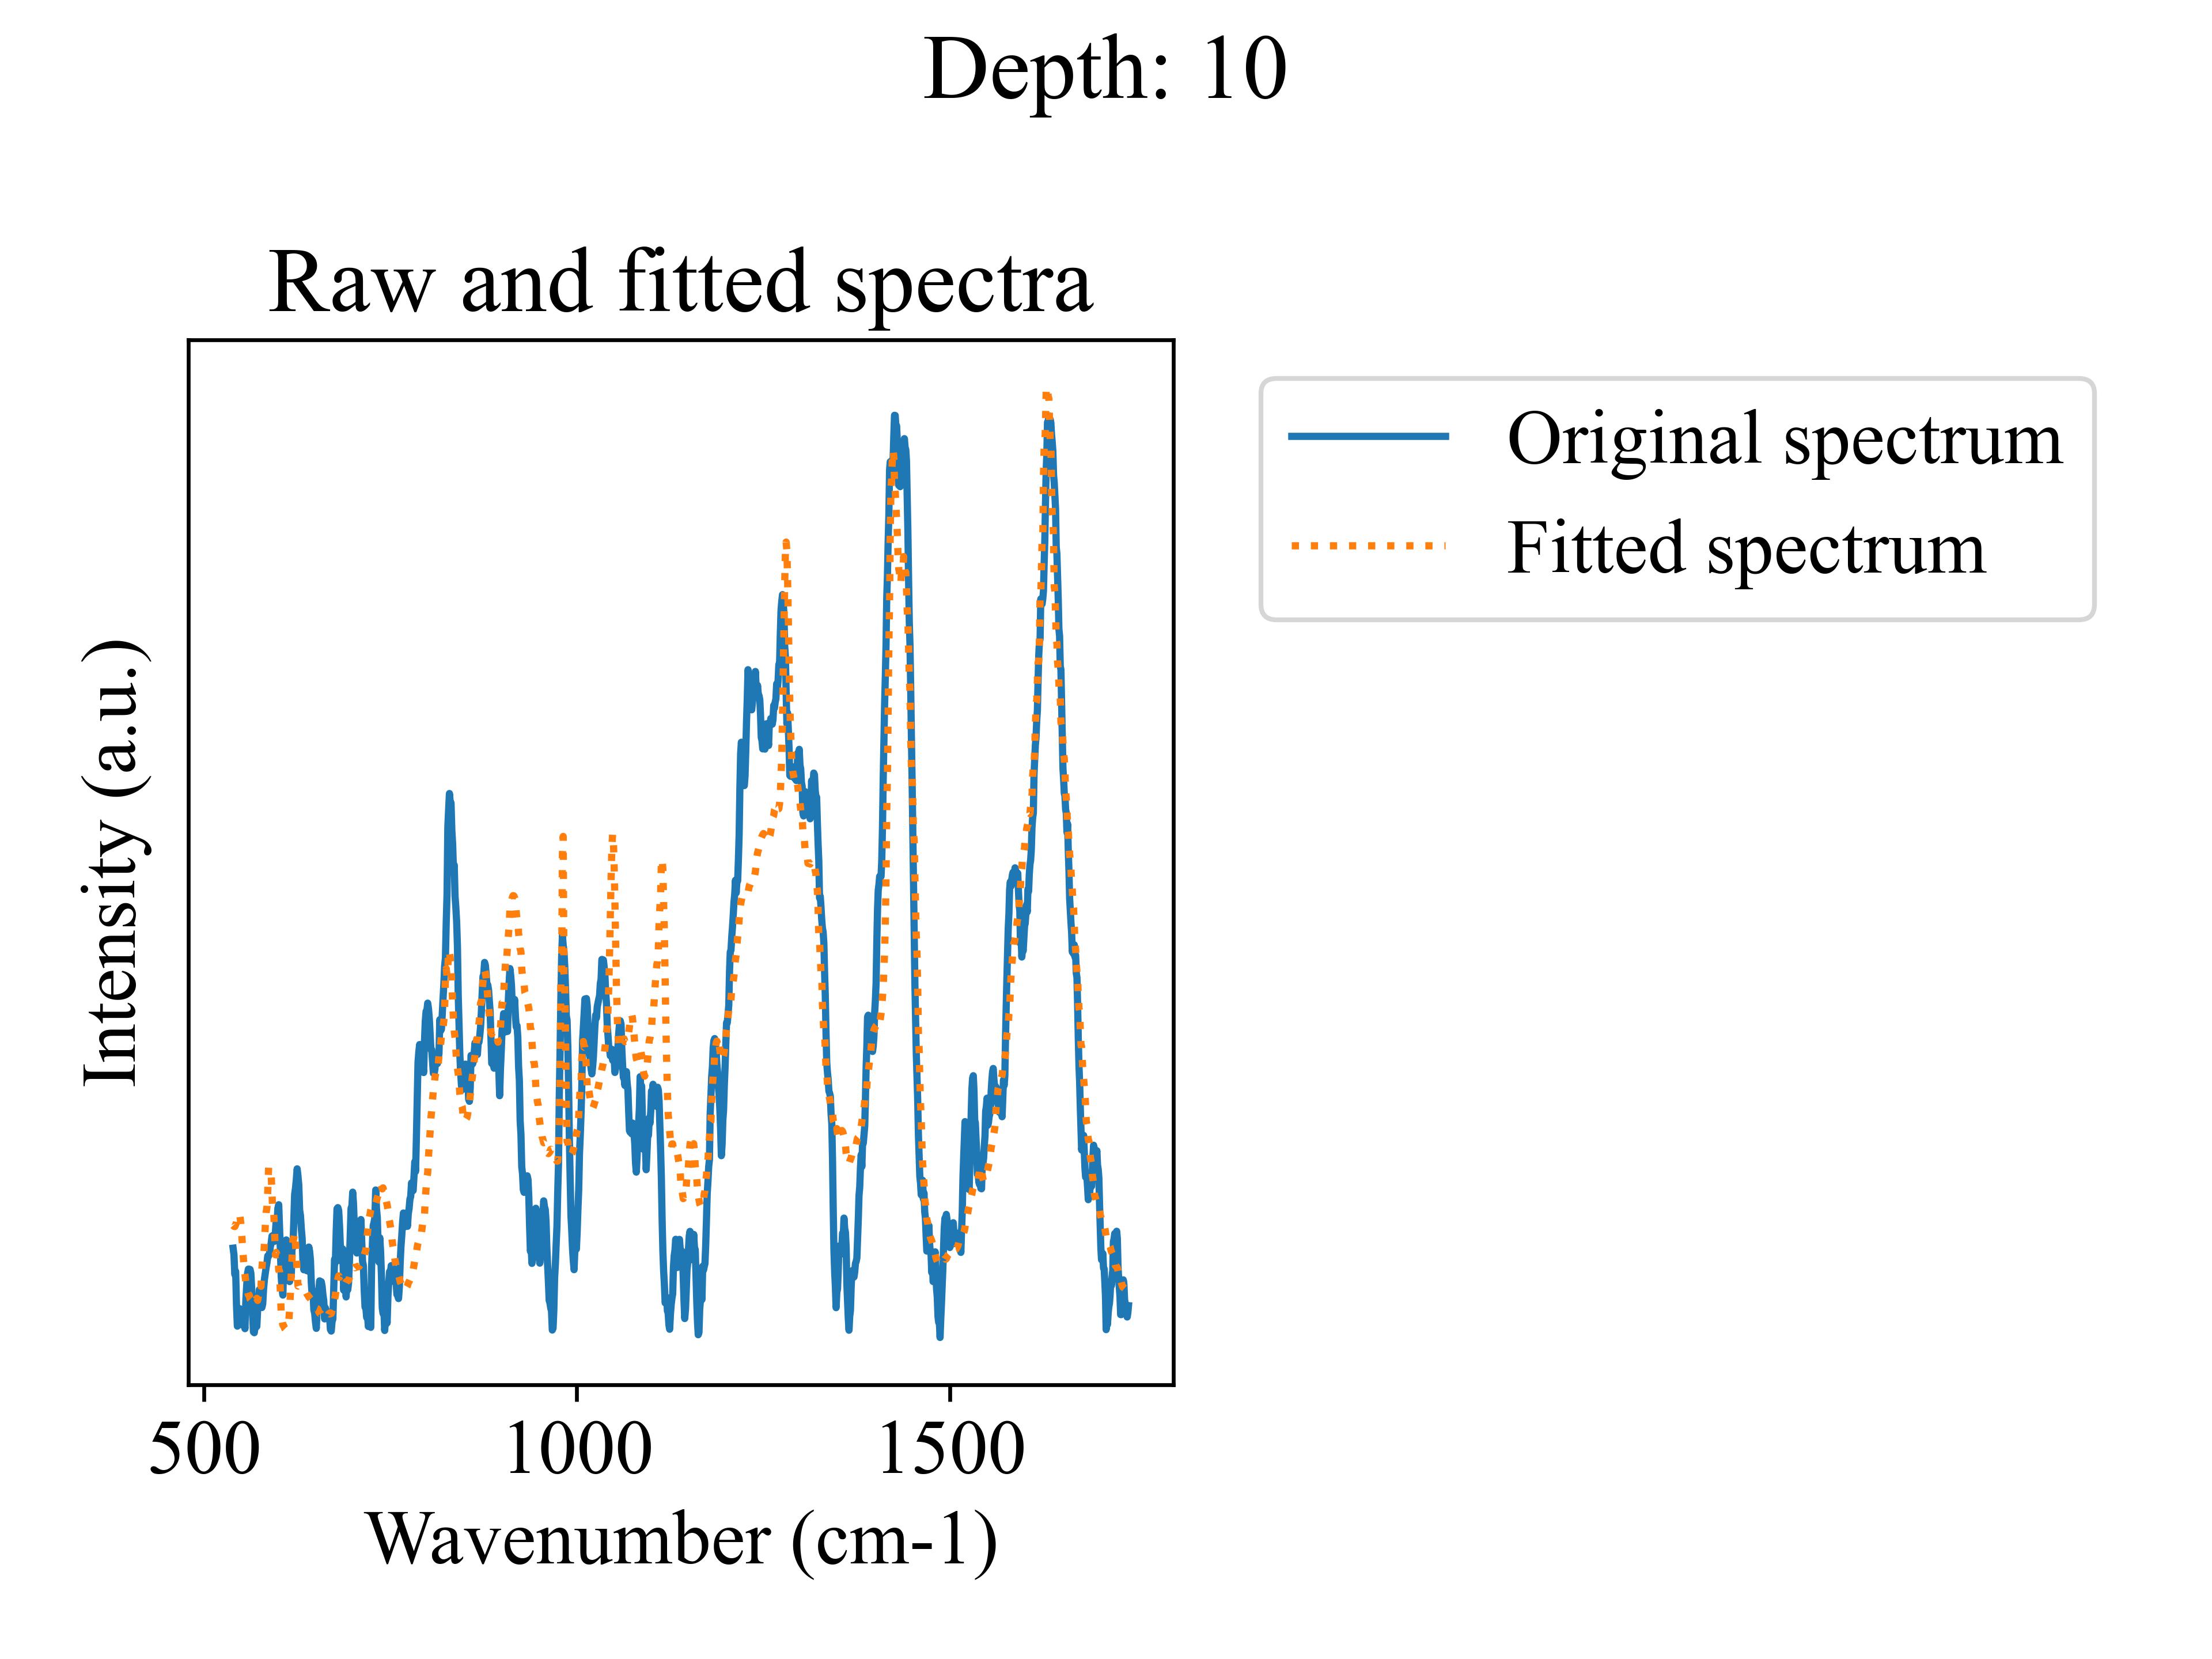 Depth: 10
Raw and fitted spectra
Original spectrum
Fitted spectrum
Intensity (a.u.)
500
1000
1500
Wavenumber (cm-1)